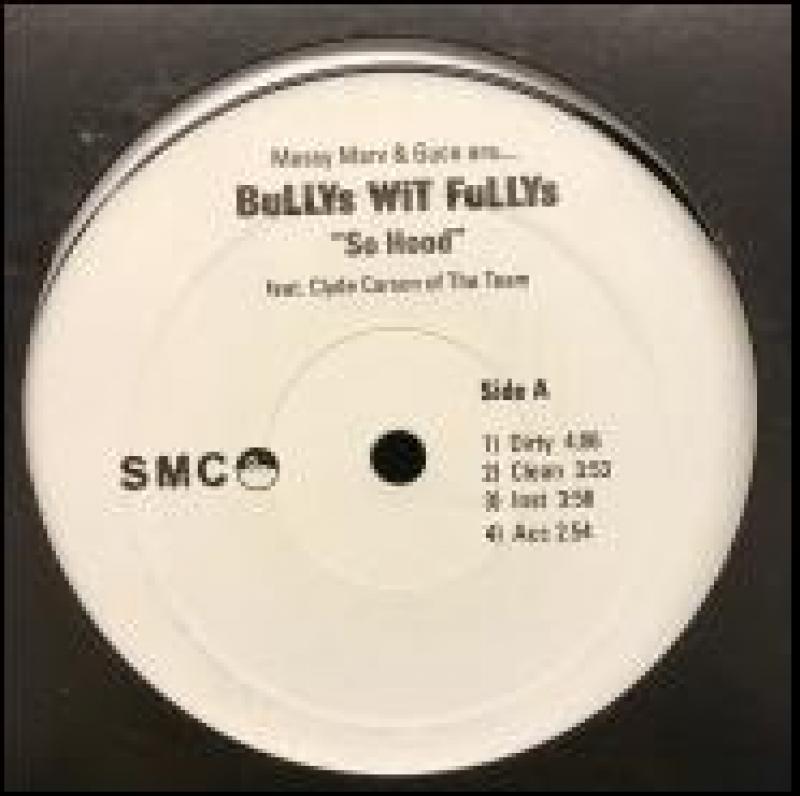 Messy Marv & Guce are...
BuLLYs WiT FuLLYs
"So Hood"
feat. Clyde Carson of Tha Team
Side A
1) Dirty 4:06
2) Clean 3:53
3) Inst 3:58
4) Acc 2:54
SMC